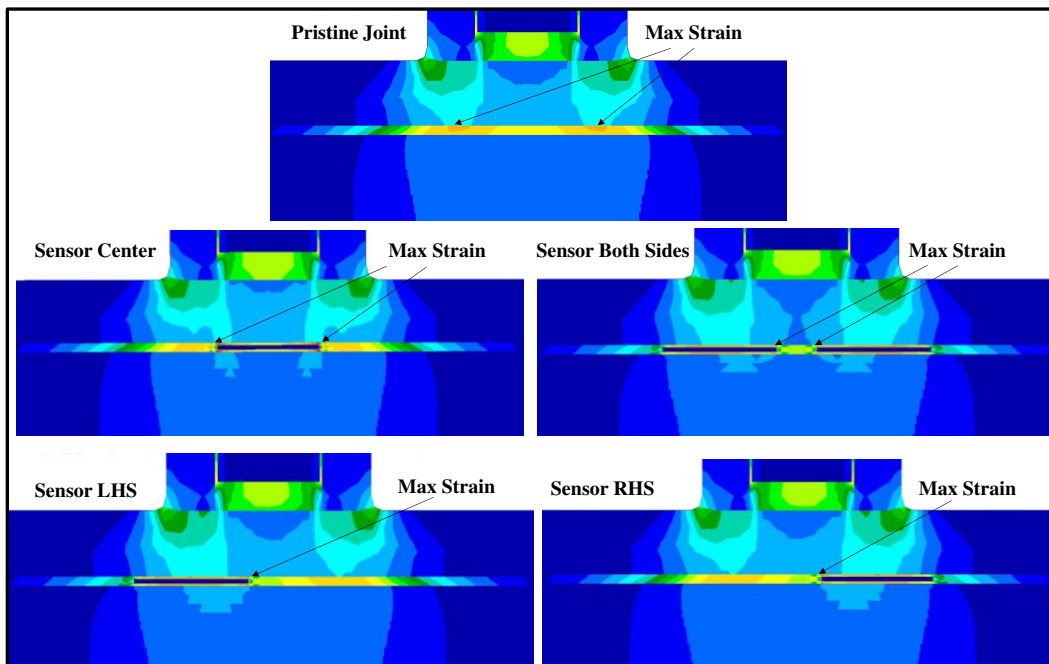 Pristine Joint
Max Strain
Sensor Center
Max Strain
Sensor Both Sides
Max Strain
Sensor LHS
Max Strain
Sensor RHS
Max Strain